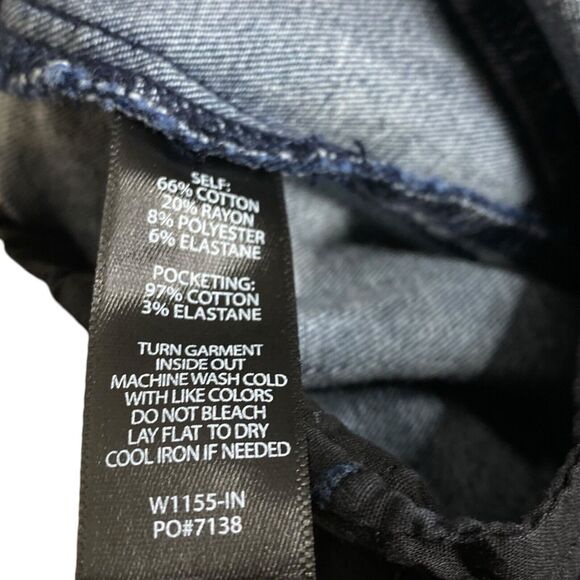 SELF:
66% COTTON
20% RAYON
8% POLYESTER
6% ELASTANE
POCKETING:
97% COTTON
3% ELASTANE
TURN GARMENT
INSIDE OUT
MACHINE WASH COLD
WITH LIKE COLORS
DO NOT BLEACH
LAY FLAT TO DRY
COOL IRON IF NEEDED
W1155-IN
PO#7138